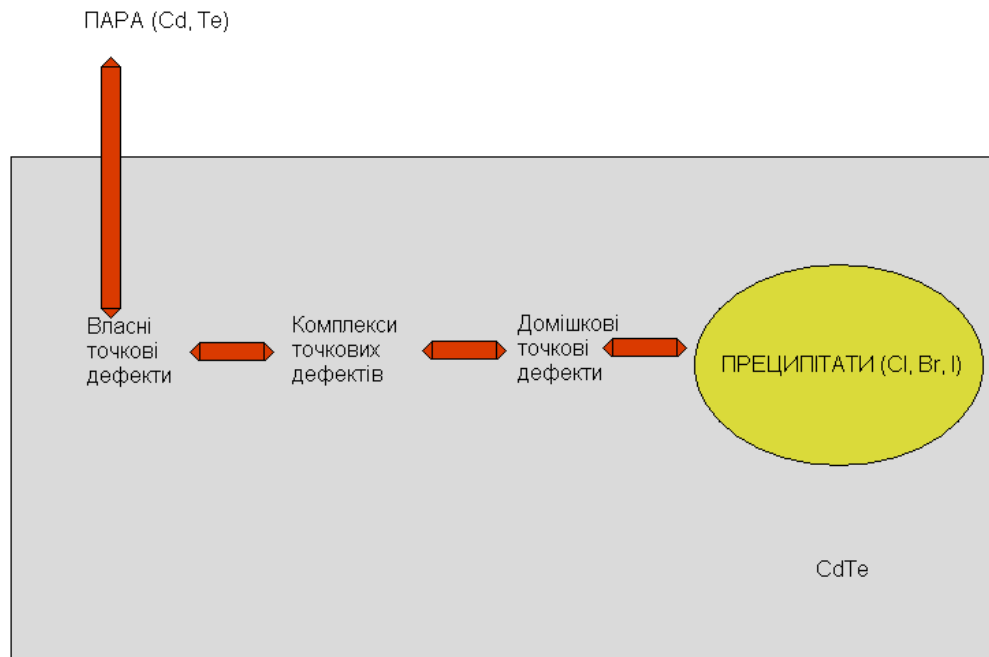 ПАРА (Cd, Te)
Власні
точкові
дефекти
Комплекси
точкових
дефектів
Домішкові
точкові
дефекти
ПРЕЦИПІТАТИ (Cl, Br, I)
CdTe